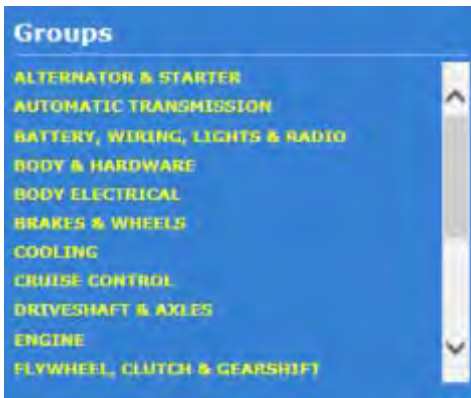 Groups
ALTERNATOR & STARTER
AUTOMATIC TRANSMISSION
BATTERY, WIRING, LIGHTS & RADIO
BODY & HARDWARE
BODY ELECTRICAL
BRAKES & WHEELS
COOLING
CRUISE CONTROL
DRIVESHAFT & AXLES
ENGINE
FLYWHEEL, CLUTCH & GEARSHIFT